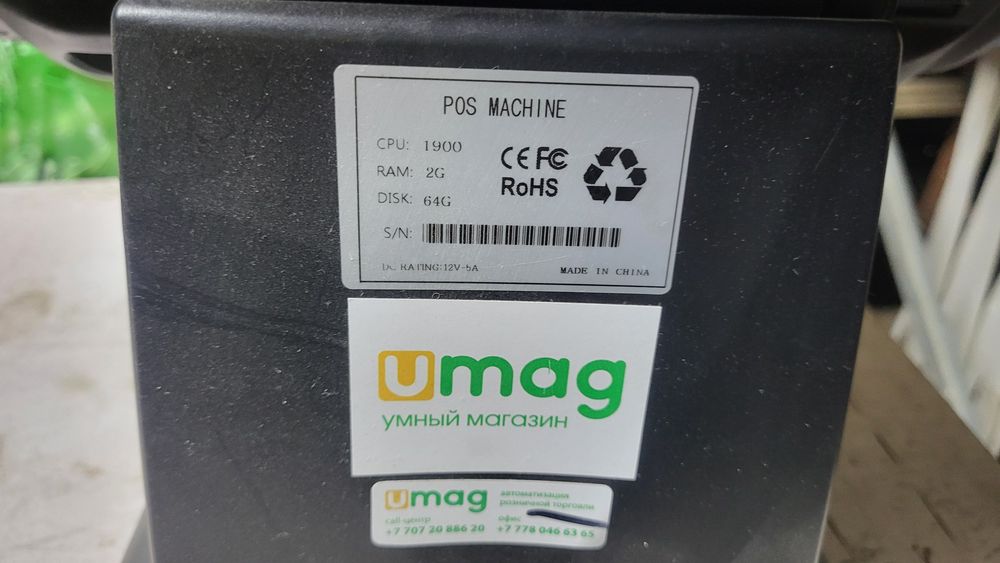 POS MACHINE
CPU: 1900
RAM: 2G
DISK: 64G
CE FC
RoHS
S/N:
DC RATING:12V-5A
MADE IN CHINA
umag
умный магазин
umag
автоматизация
розничной торговли
call-центр
+7 707 20 886 20
офис
+7 778 046 63 65